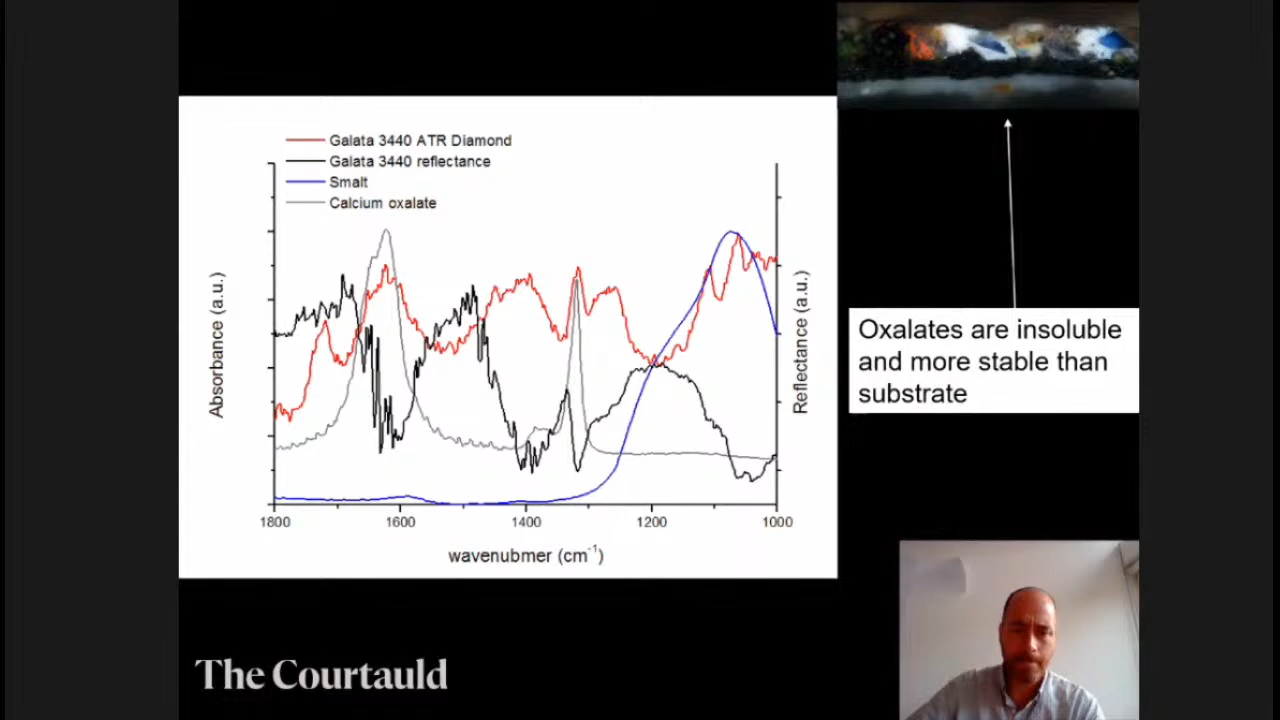 Galata 3440 ATR Diamond
Galata 3440 reflectance
Smalt
Calcium oxalate
Absorbance (a.u.)
Reflectance (a.u.)
1800
1600
1400
1200
1000
wavenubmer (cm⁻¹)
Oxalates are insoluble
and more stable than
substrate
The Courtauld